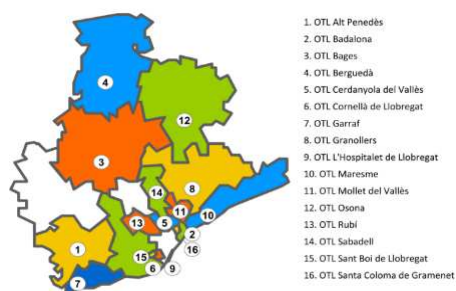 4
12
3
14
8
11
10
13
5
2
1
15
16
6
9
7
1. OTL Alt Penedès
2. OTL Badalona
3. OTL Bages
4. OTL Berguedà
5. OTL Cerdanyola del Vallès
6. OTL Cornellà de Llobregat
7. OTL Garraf
8. OTL Granollers
9. OTL L'Hospitalet de Llobregat
10. OTL Maresme
11. OTL Mollet del Vallès
12. OTL Osona
13. OTL Rubí
14. OTL Sabadell
15. OTL Sant Boi de Llobregat
16. OTL Santa Coloma de Gramenet